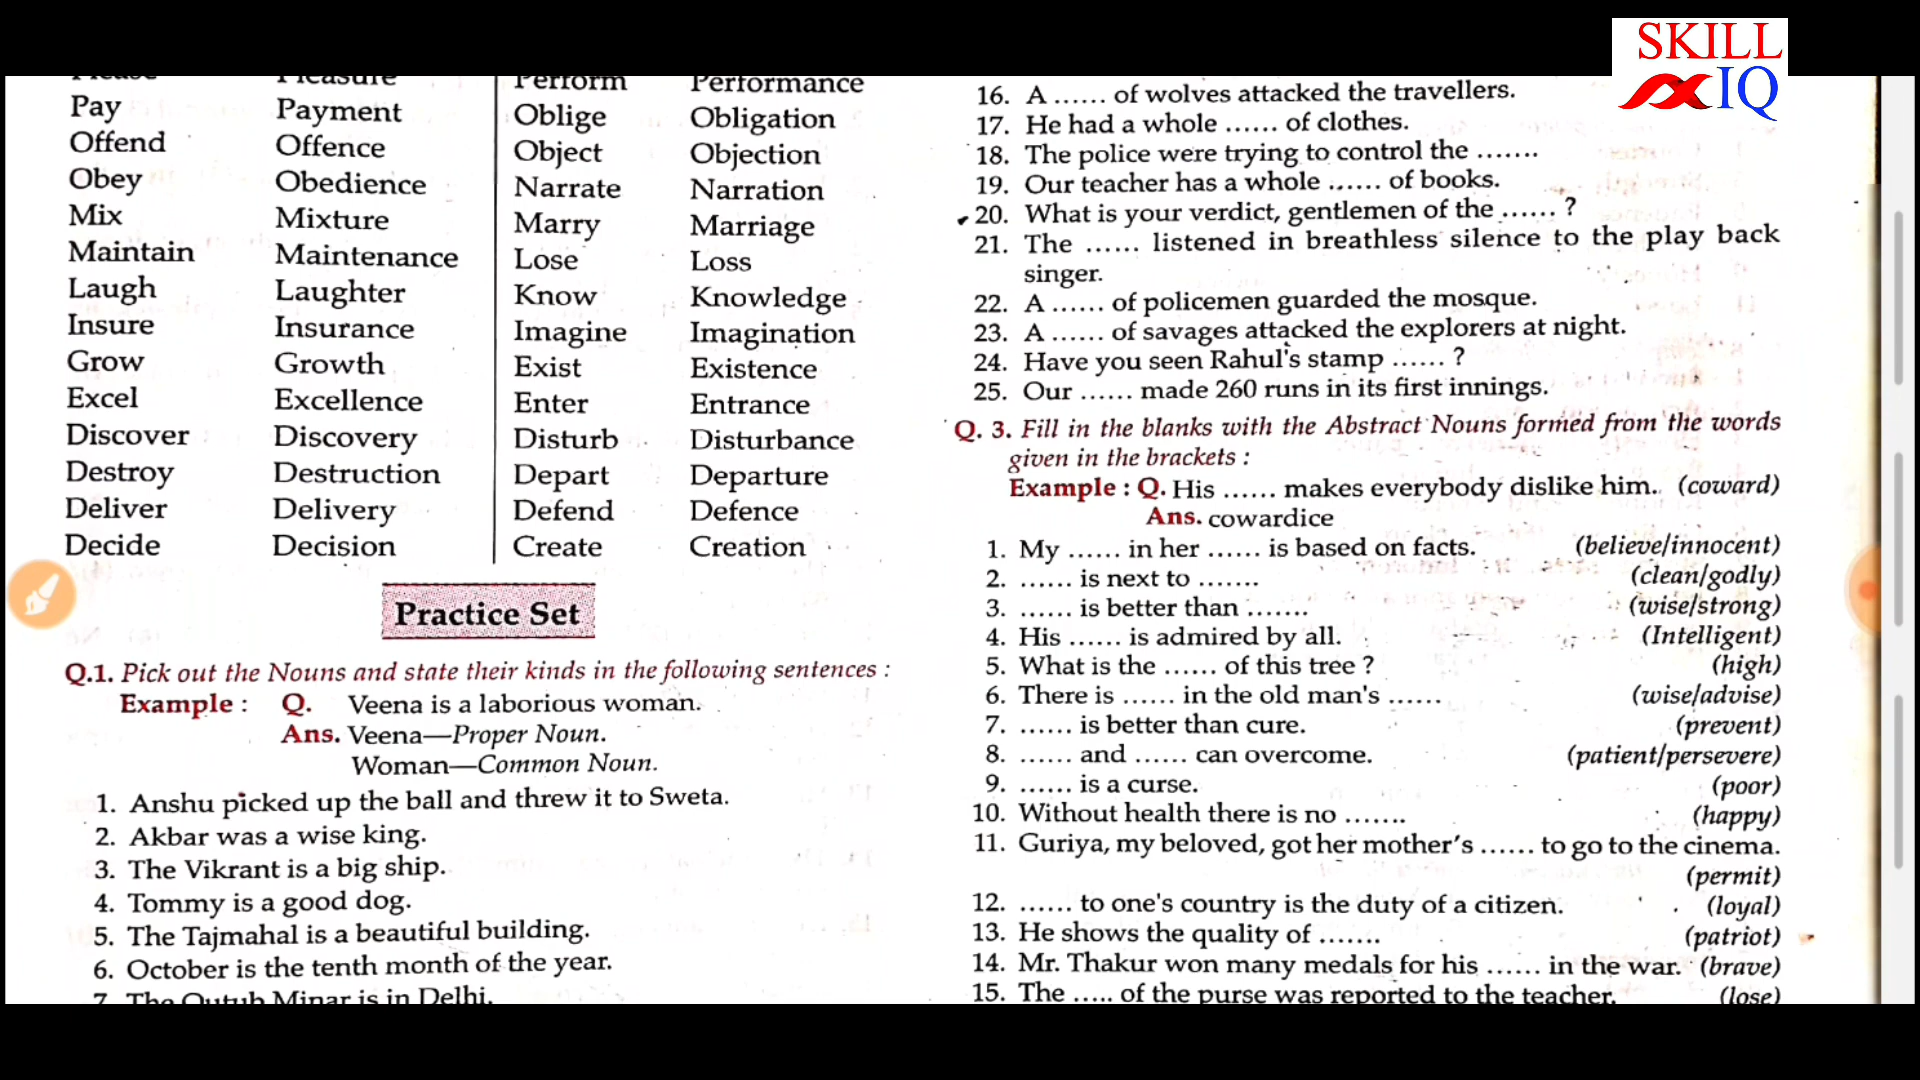 SKILL
IQ
Please Pleasure Perform Performance
Pay Payment Oblige Obligation
Offend Offence Object Objection
Obey Obedience Narrate Narration
Mix Mixture Marry Marriage
Maintain Maintenance Lose Loss
Laugh Laughter Know Knowledge
Insure Insurance Imagine Imagination
Grow Growth Exist Existence
Excel Excellence Enter Entrance
Discover Discovery Disturb Disturbance
Destroy Destruction Depart Departure
Deliver Delivery Defend Defence
Decide Decision Create Creation
Practice Set
Q.1. Pick out the Nouns and state their kinds in the following sentences :
Example : Q. Veena is a laborious woman.
Ans. Veena—Proper Noun.
Woman—Common Noun.
1. Anshu picked up the ball and threw it to Sweta.
2. Akbar was a wise king.
3. The Vikrant is a big ship.
4. Tommy is a good dog.
5. The Tajmahal is a beautiful building.
6. October is the tenth month of the year.
7. The Qutub Minar is in Delhi.
16. A ...... of wolves attacked the travellers.
17. He had a whole ...... of clothes.
18. The police were trying to control the .......
19. Our teacher has a whole ...... of books.
20. What is your verdict, gentlemen of the ...... ?
21. The ...... listened in breathless silence to the play back
singer.
22. A ...... of policemen guarded the mosque.
23. A ...... of savages attacked the explorers at night.
24. Have you seen Rahul's stamp ...... ?
25. Our ...... made 260 runs in its first innings.
Q. 3. Fill in the blanks with the Abstract Nouns formed from the words
given in the brackets :
Example : Q. His ...... makes everybody dislike him. (coward)
Ans. cowardice
1. My ...... in her ...... is based on facts. (believe/innocent)
2. ...... is next to ....... (clean/godly)
3. ...... is better than ....... (wise/strong)
4. His ...... is admired by all. (Intelligent)
5. What is the ...... of this tree ? (high)
6. There is ...... in the old man's ...... (wise/advise)
7. ...... is better than cure. (prevent)
8. ...... and ...... can overcome. (patient/persevere)
9. ...... is a curse. (poor)
10. Without health there is no ....... (happy)
11. Guriya, my beloved, got her mother's ...... to go to the cinema.
(permit)
12. ...... to one's country is the duty of a citizen. (loyal)
13. He shows the quality of ....... (patriot)
14. Mr. Thakur won many medals for his ...... in the war. (brave)
15. The ..... of the purse was reported to the teacher. (lose)